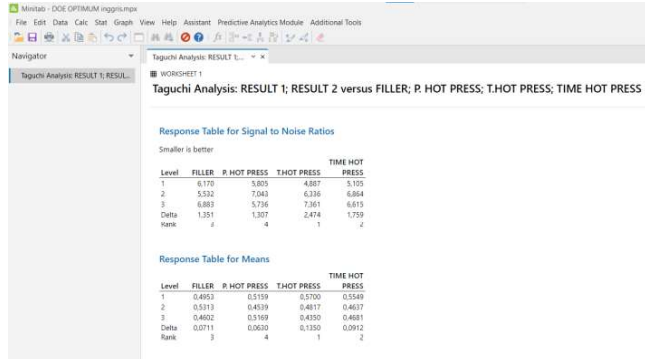 Minitab - DOE OPTIMUM inggris.mpx
File Edit Data Calc Stat Graph View Help Assistant Predictive Analytics Module Additional Tools
Navigator
Taguchi Analysis: RESULT 1;...
Taguchi Analysis: RESULT 1; RESUL...
WORKSHEET 1
Taguchi Analysis: RESULT 1; RESULT 2 versus FILLER; P. HOT PRESS; T.HOT PRESS; TIME HOT PRESS
Response Table for Signal to Noise Ratios
Smaller is better
TIME HOT
Level FILLER P. HOT PRESS T.HOT PRESS PRESS
1 6,170 5,805 4,887 5,105
2 5,532 7,043 6,336 6,864
3 6,883 5,736 7,361 6,615
Delta 1,351 1,307 2,474 1,759
Rank 3 4 1 2
Response Table for Means
TIME HOT
Level FILLER P. HOT PRESS T.HOT PRESS PRESS
1 0,4953 0,5159 0,5700 0,5549
2 0,5313 0,4539 0,4817 0,4637
3 0,4602 0,5169 0,4350 0,4681
Delta 0,0711 0,0630 0,1350 0,0912
Rank 3 4 1 2